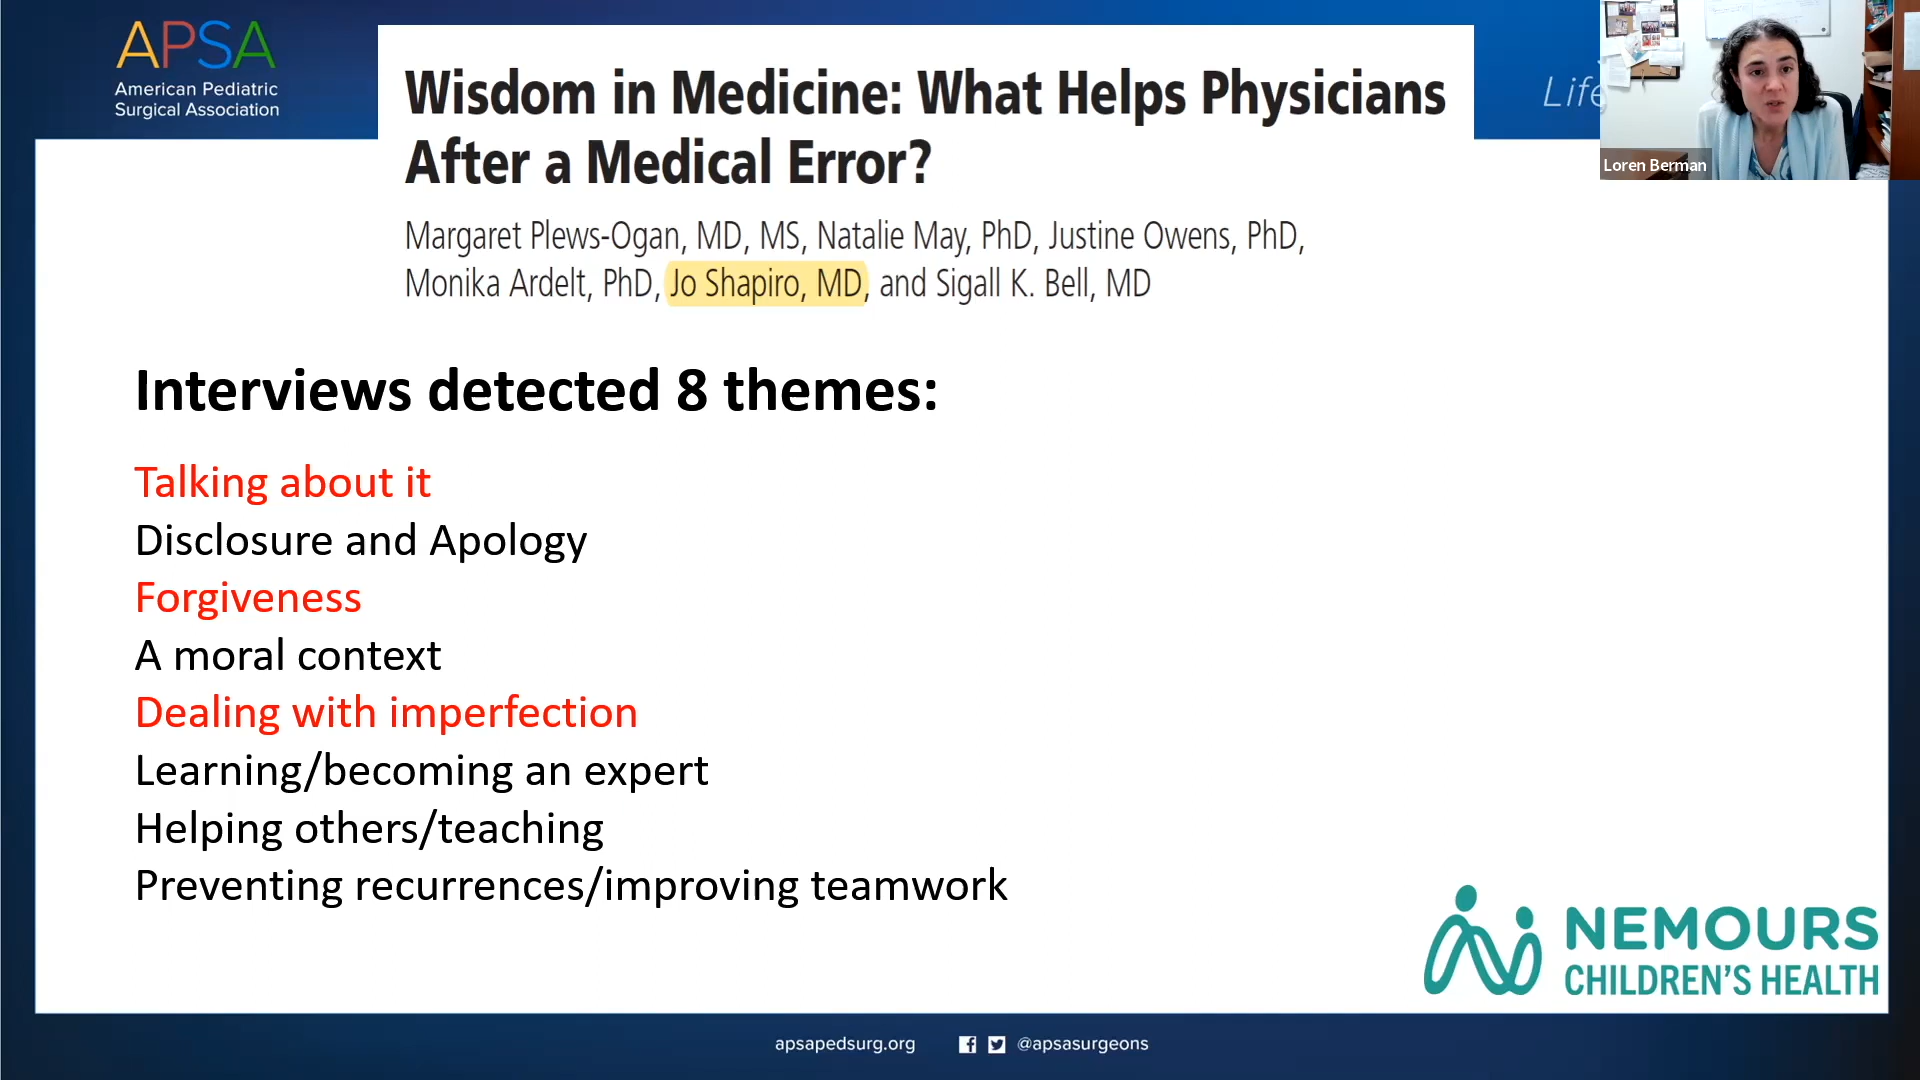 APSA
American Pediatric
Surgical Association
Wisdom in Medicine: What Helps Physicians
After a Medical Error?
Margaret Plews-Ogan, MD, MS, Natalie May, PhD, Justine Owens, PhD,
Monika Ardelt, PhD, Jo Shapiro, MD, and Sigall K. Bell, MD
Life
Loren Berman
Interviews detected 8 themes:
Talking about it
Disclosure and Apology
Forgiveness
A moral context
Dealing with imperfection
Learning/becoming an expert
Helping others/teaching
Preventing recurrences/improving teamwork
NEMOURS
CHILDREN'S HEALTH
apsapedsurg.org @apsasurgeons